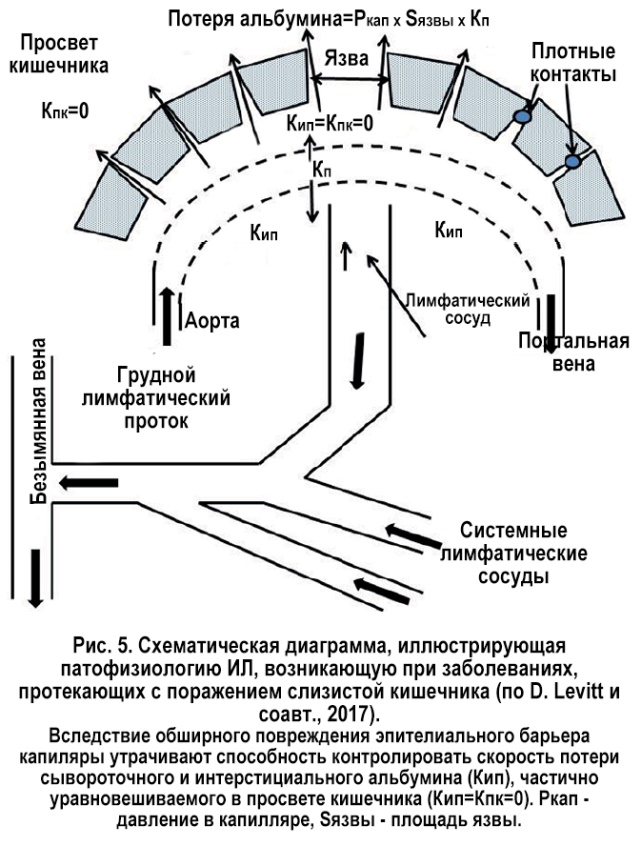 Потеря альбумина=Ркап х Sязвы х Кп
Просвет
кишечника
Язва
Плотные
контакты
Кпк=0
Кип=Кпк=0
Кп
Кип
Кип
Лимфатический
сосуд
Аорта
Портальная
вена
Грудной
лимфатический
проток
Безымянная вена
Системные
лимфатические
сосуды
Рис. 5. Схематическая диаграмма, иллюстрирующая
патофизиологию ИЛ, возникающую при заболеваниях,
протекающих с поражением слизистой кишечника (по D. Levitt и
соавт., 2017).
Вследствие обширного повреждения эпителиального барьера
капиляры утрачивают способность контролировать скорость потери
сывороточного и интерстициального альбумина (Кип), частично
уравновешиваемого в просвете кишечника (Кип=Кпк=0). Ркап -
давление в капилляре, Sязвы - площадь язвы.